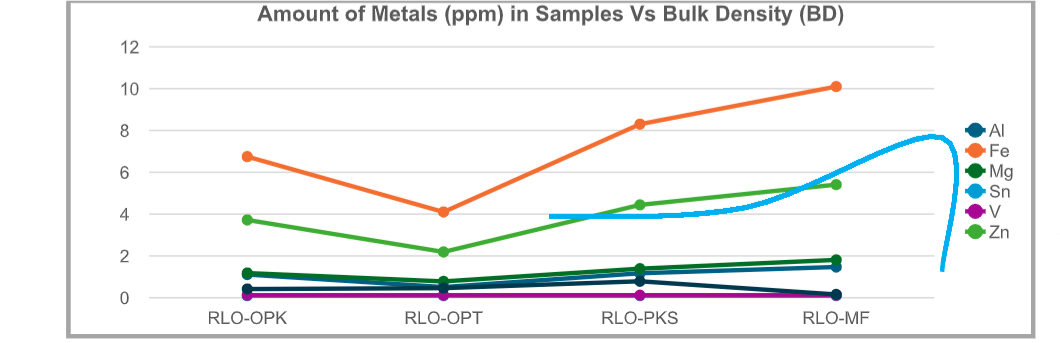 Amount of Metals (ppm) in Samples Vs Bulk Density (BD)
12
10
8
6
4
2
0
RLO-OPK RLO-OPT RLO-PKS RLO-MF
Al
Fe
Mg
Sn
V
Zn